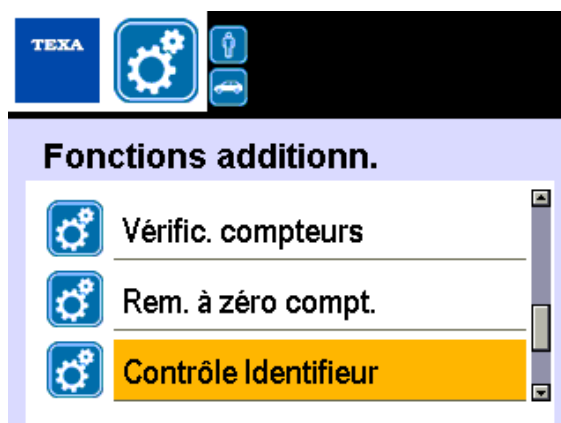 TEXA
Fonctions additionn.
Vérific. compteurs
Rem. à zéro compt.
Contrôle Identifieur